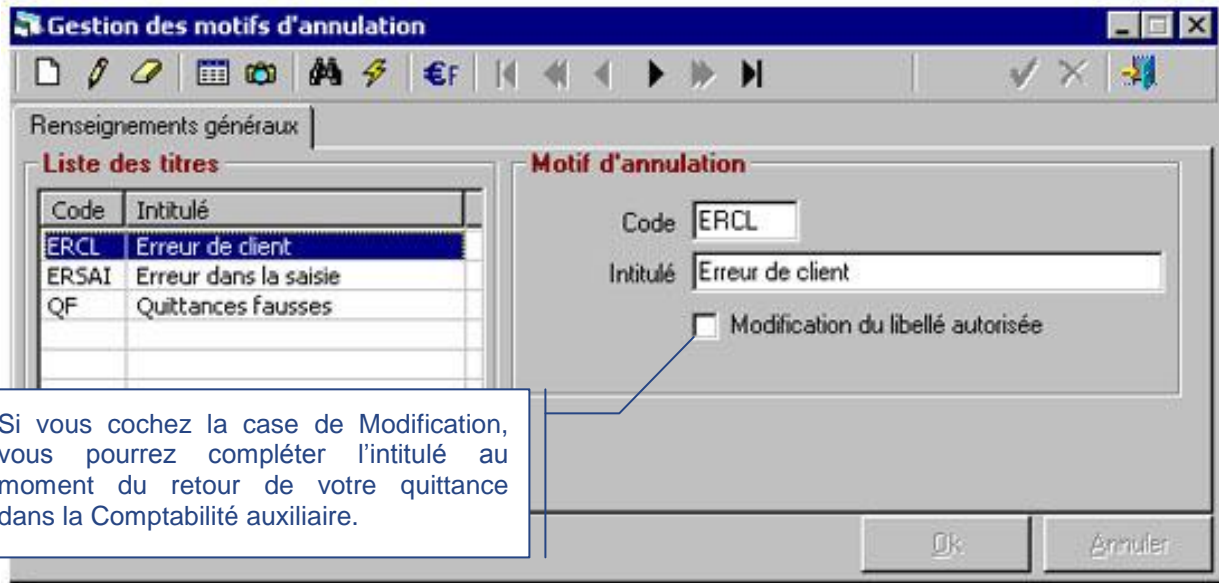 Gestion des motifs d'annulation
€F
Renseignements généraux
Liste des titres
Code Intitulé
ERCL Erreur de client
ERSAI Erreur dans la saisie
QF Quittances fausses
Motif d'annulation
Code ERCL
Intitulé Erreur de client
Modification du libellé autorisée
Si vous cochez la case de Modification,
vous pourrez compléter l'intitulé au
moment du retour de votre quittance
dans la Comptabilité auxiliaire.
Ok Annuler